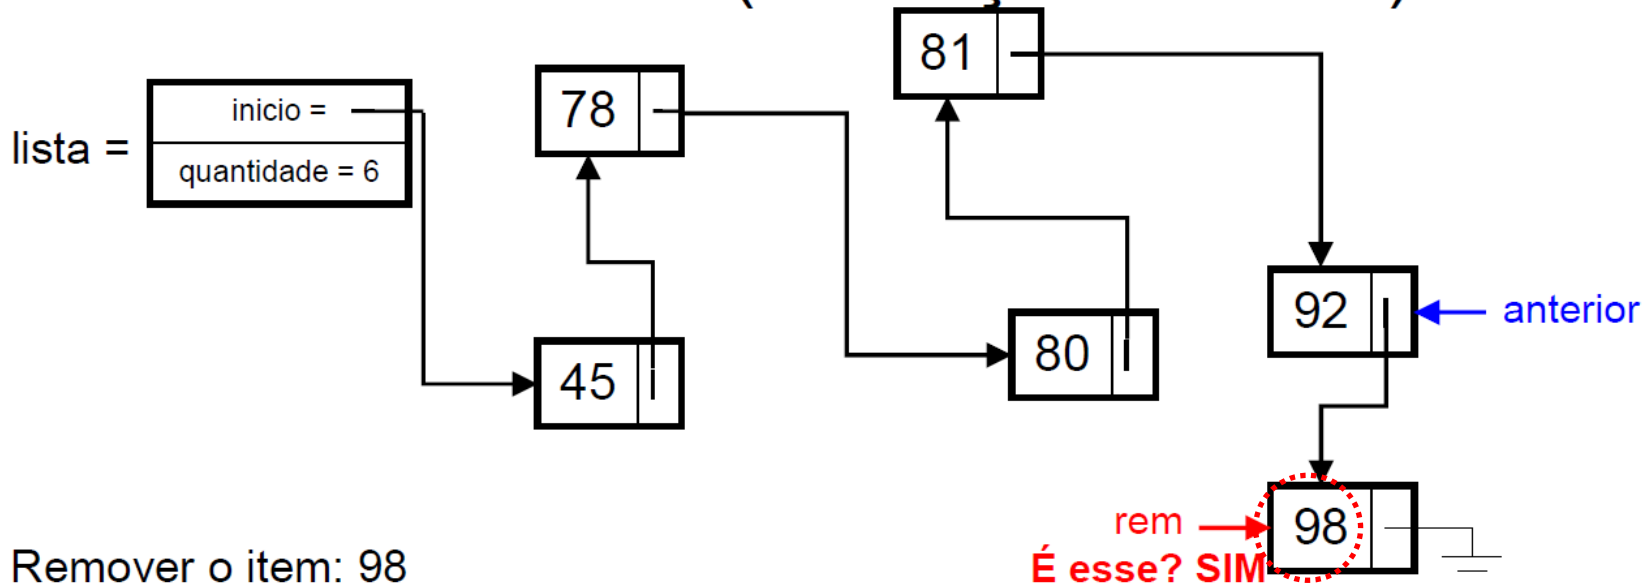 81
78
inicio =
lista =
quantidade = 6
92
anterior
80
45
rem
98
É esse? SIM
Remover o item: 98